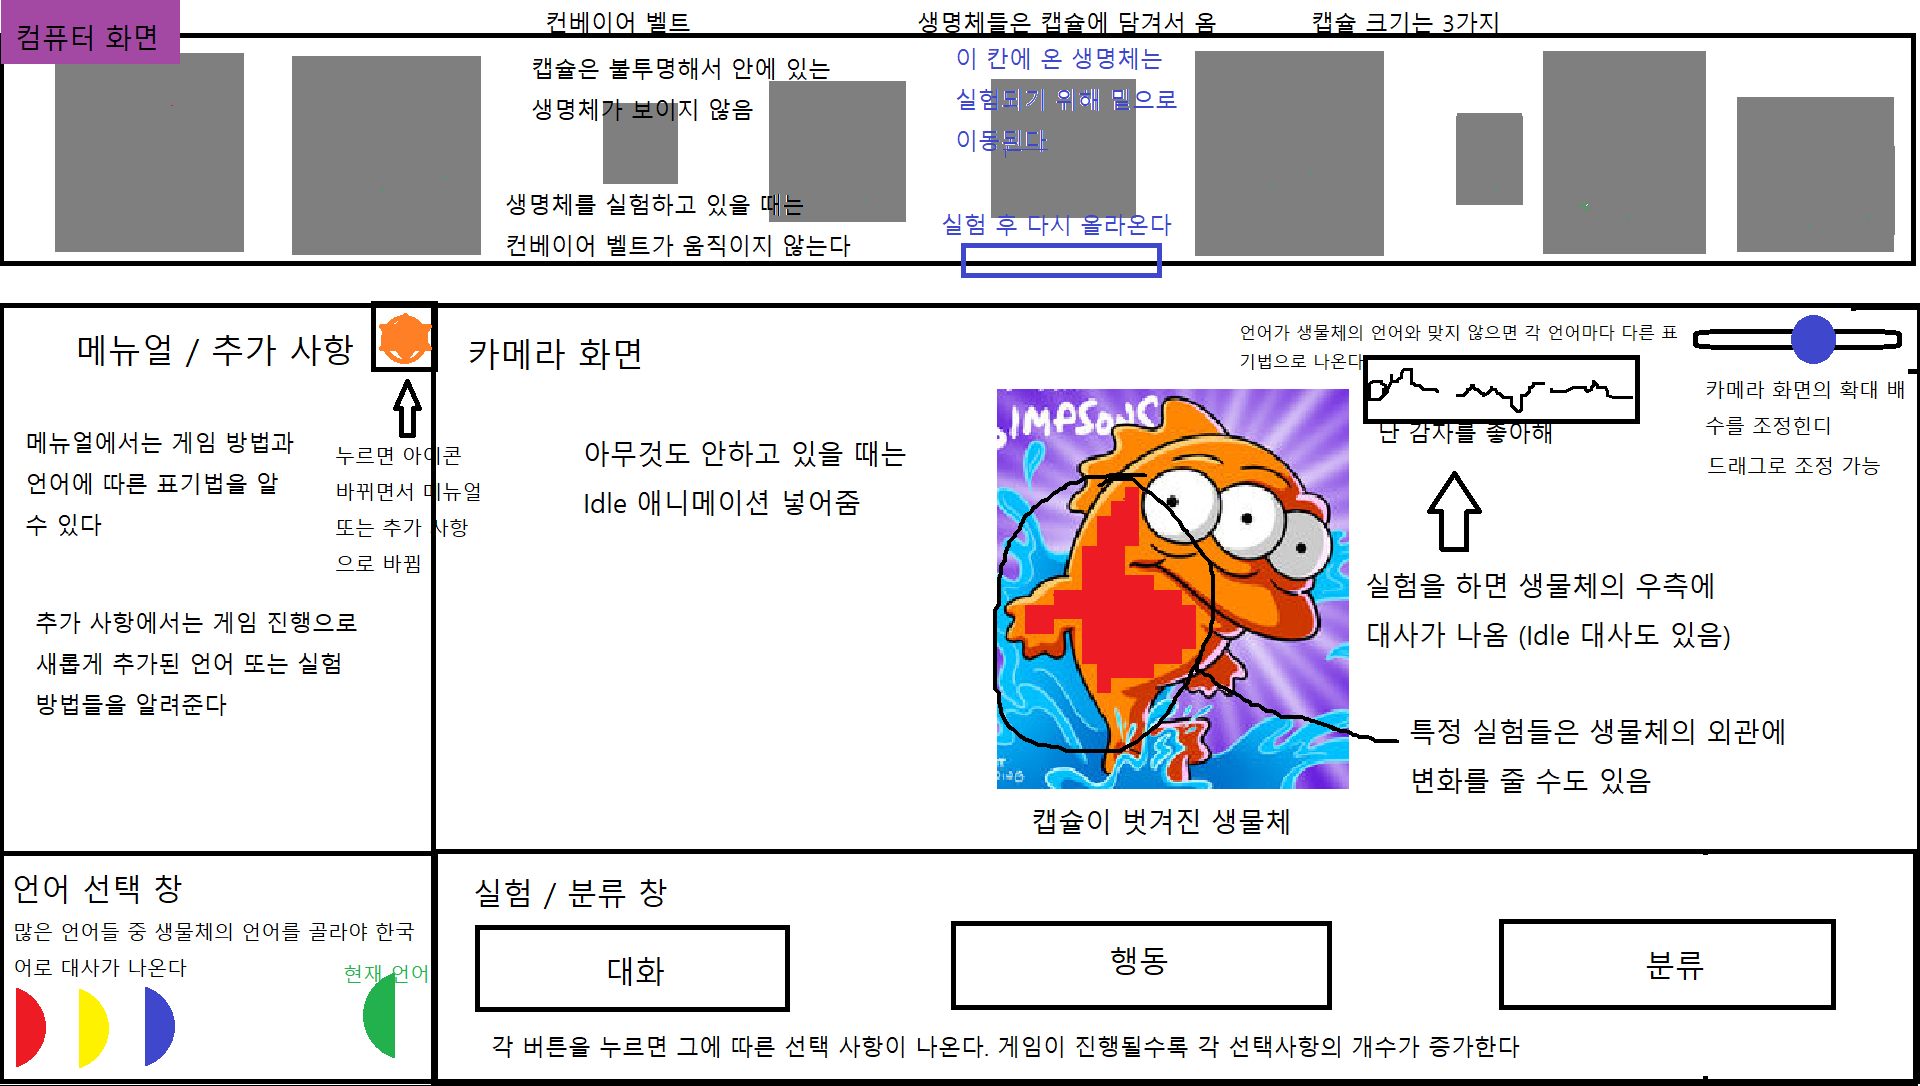 컴퓨터 화면
컨베이어 벨트
생명체들은 캡슐에 담겨서 옴
캡슐 크기는 3가지
캡슐은 불투명해서 안에 있는
생명체가 보이지 않음
이 칸에 온 생명체는
실험되기 위해 밑으로
이동된다
생명체를 실험하고 있을 때는
컨베이어 벨트가 움직이지 않는다
실험 후 다시 올라온다
메뉴얼 / 추가 사항
메뉴얼에서는 게임 방법과
언어에 따른 표기법을 알
수 있다
누르면 아이콘
바뀌면서 메뉴얼
또는 추가 사항
으로 바뀜
추가 사항에서는 게임 진행으로
새롭게 추가된 언어 또는 실험
방법들을 알려준다
카메라 화면
아무것도 안하고 있을 때는
Idle 애니메이션 넣어줌
언어가 생물체의 언어와 맞지 않으면 각 언어마다 다른 표
기법으로 나온다
난 감자를 좋아해
카메라 화면의 확대 배
수를 조정힌디
드래그로 조정 가능
IMPSONS
실험을 하면 생물체의 우측에
대사가 나옴 (Idle 대사도 있음)
특정 실험들은 생물체의 외관에
변화를 줄 수도 있음
캡슐이 벗겨진 생물체
언어 선택 창
많은 언어들 중 생물체의 언어를 골라야 한국
어로 대사가 나온다
현재 언어
실험 / 분류 창
대화
행동
분류
각 버튼을 누르면 그에 따른 선택 사항이 나온다. 게임이 진행될수록 각 선택사항의 개수가 증가한다